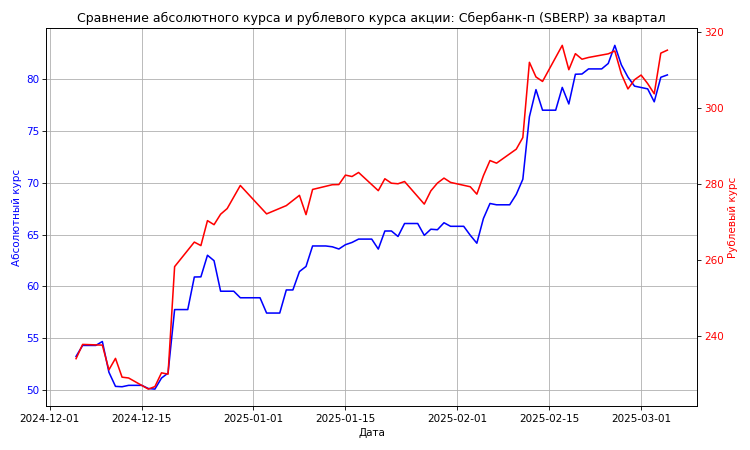 Сравнение абсолютного курса и рублевого курса акции: Сбербанк-п (SBERP) за квартал
Абсолютный курс
80
75
70
65
60
55
50
320
300
280
260
240
Рублевый курс
2024-12-01 2024-12-15 2025-01-01 2025-01-15 2025-02-01 2025-02-15 2025-03-01
Дата